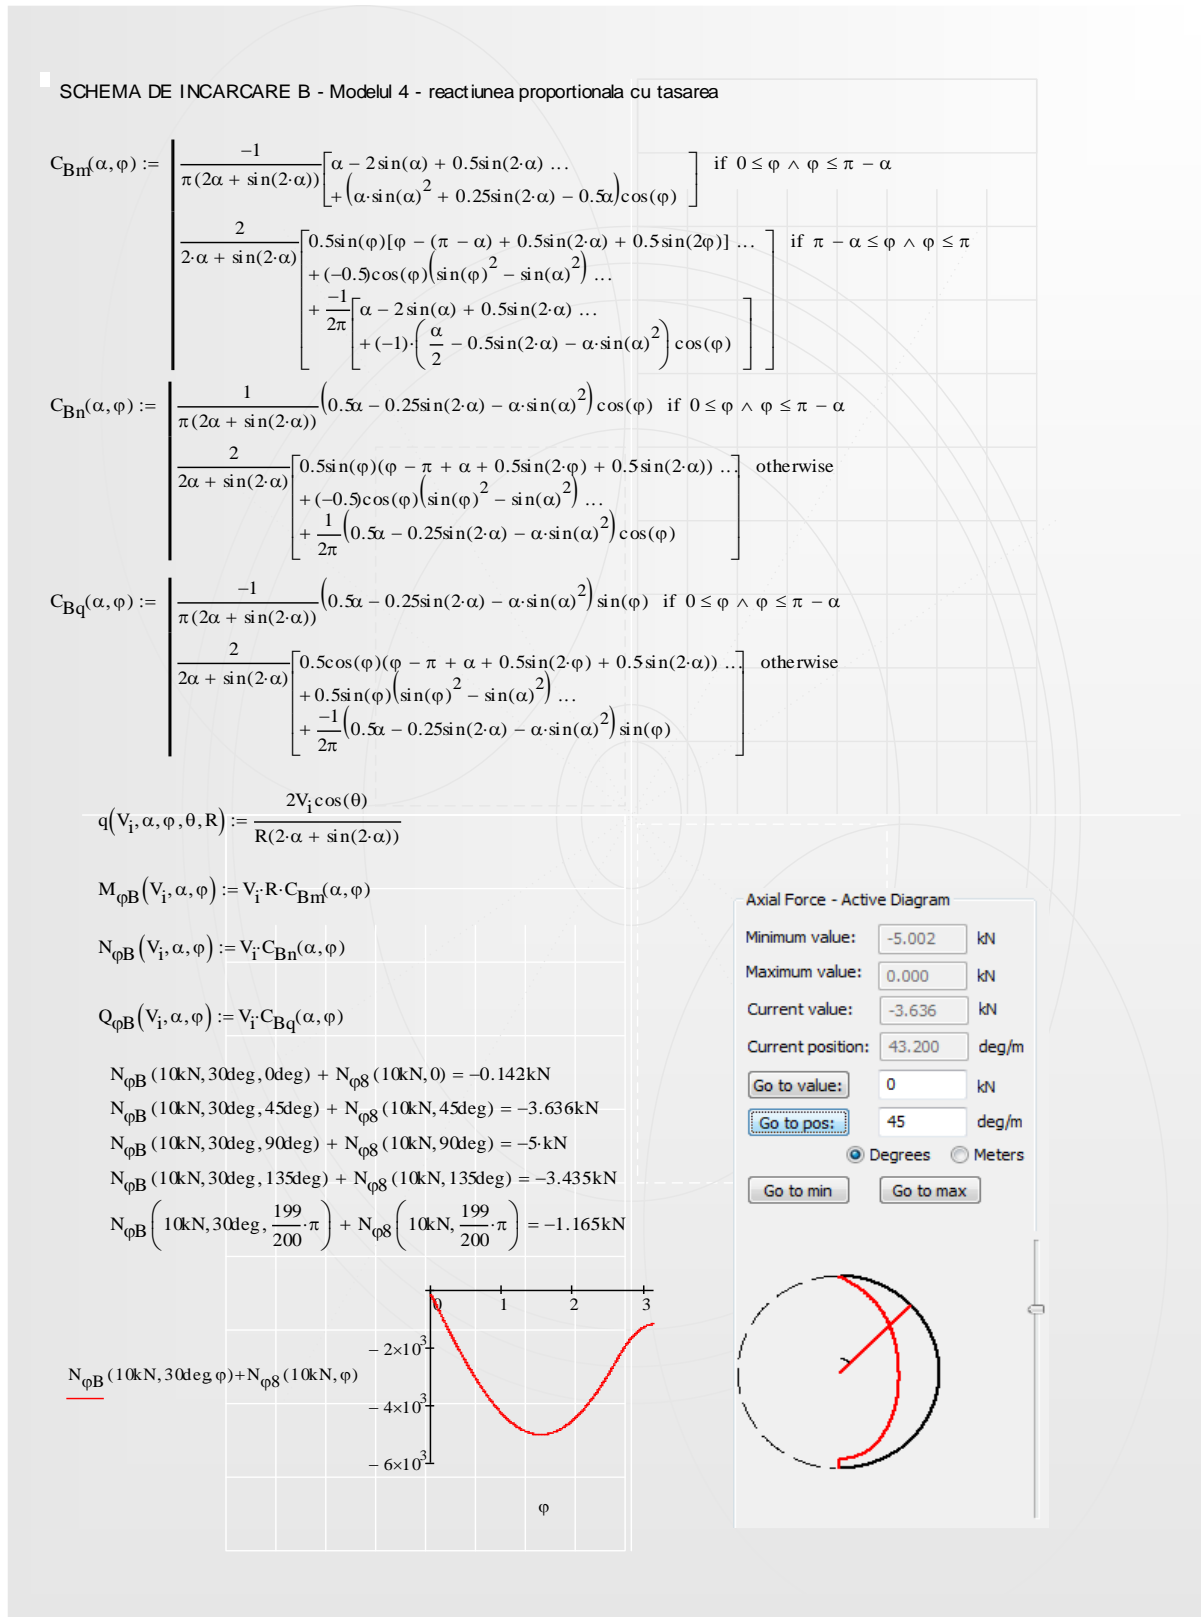 SCHEMA DE INCARCARE B - Modelul 4 - reactiunea proportionala cu tasarea
C_Bm(α,φ) := | −1/(π(2α + sin(2·α))) [α − 2sin(α) + 0.5sin(2·α) ... if 0 ≤ φ ∧ φ ≤ π − α
+ (α·sin(α)^2 + 0.25sin(2·α) − 0.5α)cos(φ)]
2/(2·α + sin(2·α)) [0.5sin(φ)[φ − (π − α) + 0.5sin(2·α) + 0.5sin(2φ)] ... if π − α ≤ φ ∧ φ ≤ π
+ (−0.5)cos(φ)(sin(φ)^2 − sin(α)^2) ...
+ −1/2π [α − 2sin(α) + 0.5sin(2·α) ...
+ (−1)·(α/2 − 0.5sin(2·α) − α·sin(α)^2)cos(φ)]]
C_Bn(α,φ) := | 1/(π(2α + sin(2·α))) (0.5α − 0.25sin(2·α) − α·sin(α)^2)cos(φ) if 0 ≤ φ ∧ φ ≤ π − α
2/(2α + sin(2·α)) [0.5sin(φ)(φ − π + α + 0.5sin(2·φ) + 0.5sin(2·α)) ... otherwise
+ (−0.5)cos(φ)(sin(φ)^2 − sin(α)^2) ...
+ 1/2π (0.5α − 0.25sin(2·α) − α·sin(α)^2)cos(φ)]
C_Bq(α,φ) := | −1/(π(2α + sin(2·α))) (0.5α − 0.25sin(2·α) − α·sin(α)^2)sin(φ) if 0 ≤ φ ∧ φ ≤ π − α
2/(2α + sin(2·α)) [0.5cos(φ)(φ − π + α + 0.5sin(2·φ) + 0.5sin(2·α)) ... otherwise
+ 0.5sin(φ)(sin(φ)^2 − sin(α)^2) ...
+ −1/2π (0.5α − 0.25sin(2·α) − α·sin(α)^2)sin(φ)]
q(V_i,α,φ,θ,R) := 2V_i cos(θ)/(R(2·α + sin(2·α)))
M_φB(V_i,α,φ) := V_i·R·C_Bm(α,φ)
N_φB(V_i,α,φ) := V_i·C_Bn(α,φ)
Q_φB(V_i,α,φ) := V_i·C_Bq(α,φ)
N_φB(10kN,30deg,0deg) + N_φ8(10kN,0) = −0.142kN
N_φB(10kN,30deg,45deg) + N_φ8(10kN,45deg) = −3.636kN
N_φB(10kN,30deg,90deg) + N_φ8(10kN,90deg) = −5·kN
N_φB(10kN,30deg,135deg) + N_φ8(10kN,135deg) = −3.435kN
N_φB(10kN,30deg,199/200·π) + N_φ8(10kN,199/200·π) = −1.165kN
0 1 2 3
− 2×10^3
N_φB(10kN,30deg,φ)+N_φ8(10kN,φ)
− 4×10^3
− 6×10^3
φ
Axial Force - Active Diagram
Minimum value: -5.002 kN
Maximum value: 0.000 kN
Current value: -3.636 kN
Current position: 43.200 deg/m
Go to value: 0 kN
Go to pos: 45 deg/m
Degrees Meters
Go to min Go to max